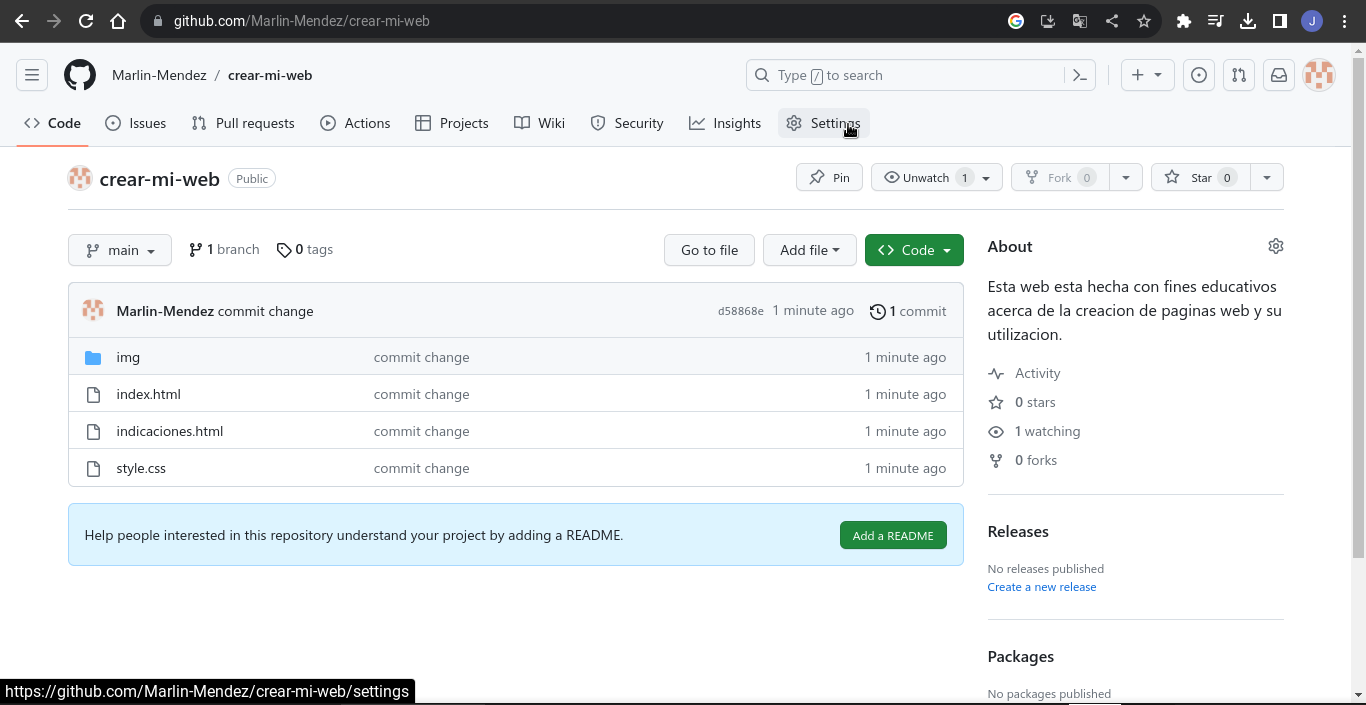 github.com/Marlin-Mendez/crear-mi-web
J
Marlin-Mendez / crear-mi-web
Type / to search
Code
Issues
Pull requests
Actions
Projects
Wiki
Security
Insights
Settings
crear-mi-web Public
Pin
Unwatch 1
Fork 0
Star 0
main
1 branch
0 tags
Go to file
Add file
Code
Marlin-Mendez commit change d58868e 1 minute ago 1 commit
img commit change 1 minute ago
index.html commit change 1 minute ago
indicaciones.html commit change 1 minute ago
style.css commit change 1 minute ago
Help people interested in this repository understand your project by adding a README.
Add a README
About
Esta web esta hecha con fines educativos
acerca de la creacion de paginas web y su
utilizacion.
Activity
0 stars
1 watching
0 forks
Releases
No releases published
Create a new release
Packages
No packages published
https://github.com/Marlin-Mendez/crear-mi-web/settings